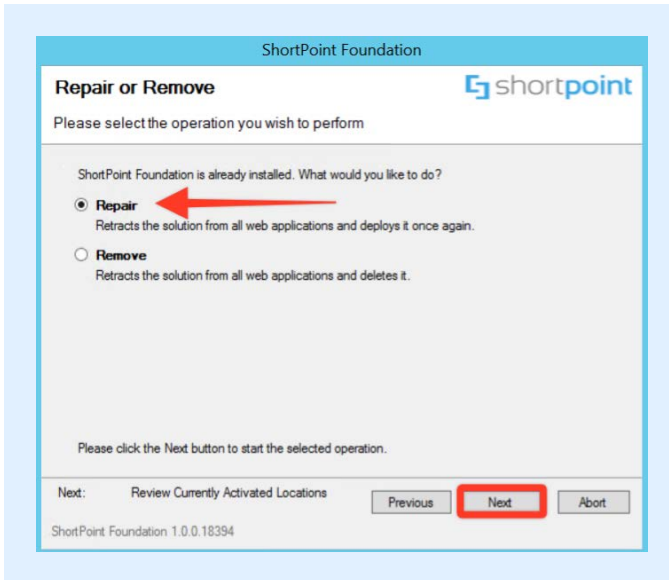 ShortPoint Foundation
Repair or Remove
shortpoint
Please select the operation you wish to perform
ShortPoint Foundation is already installed. What would you like to do?
Repair
Retracts the solution from all web applications and deploys it once again.
Remove
Retracts the solution from all web applications and deletes it.
Please click the Next button to start the selected operation.
Next: Review Currently Activated Locations
Previous Next Abort
ShortPoint Foundation 1.0.0.18394